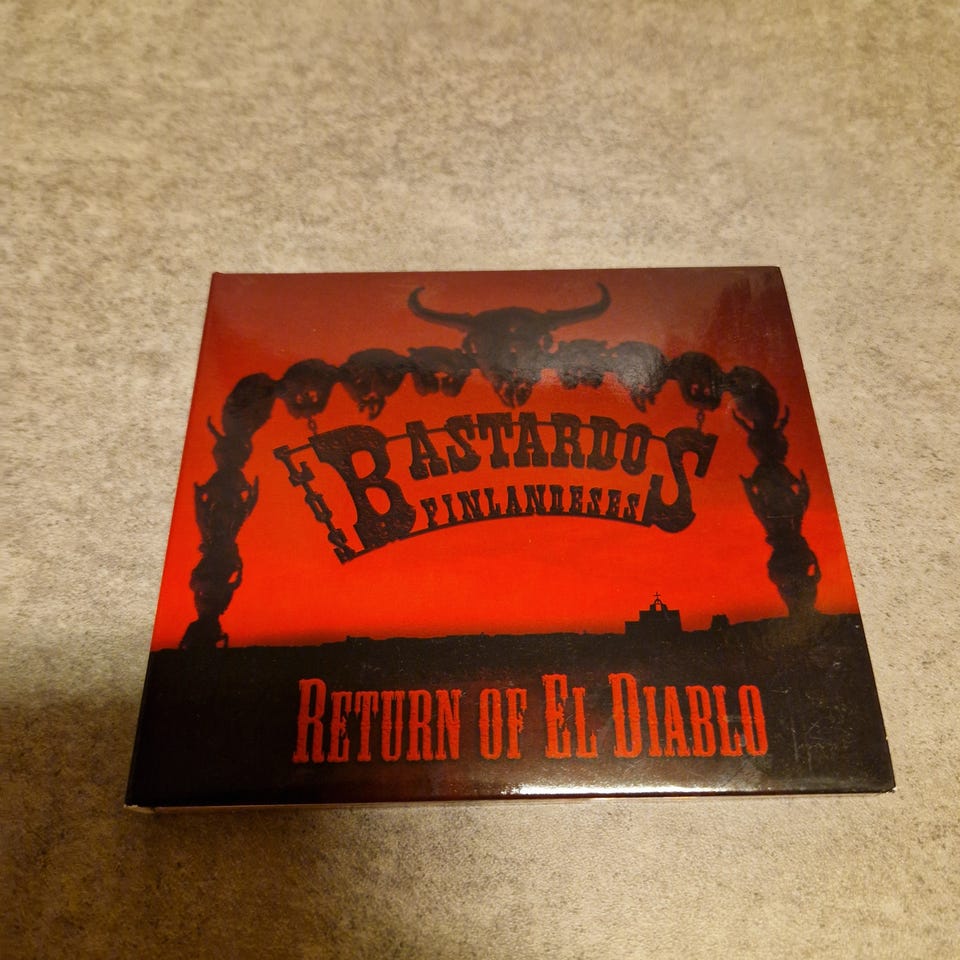 LOS BASTARDOS
FINLANDESES
RETURN OF EL DIABLO